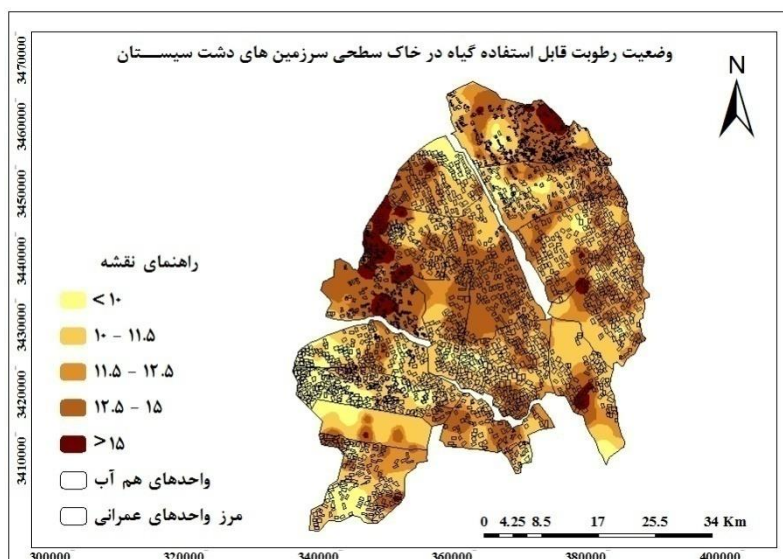 وضعیت رطوبت قابل استفاده گیاه در خاک سطحی سرزمین های دشت سیستان
N
راهنمای نقشه
< ۱۰
۱۰ - ۱۱.۵
۱۱.۵ - ۱۲.۵
۱۲.۵ - ۱۵
> ۱۵
واحدهای هم آب
مرز واحدهای عمرانی
0 4.25 8.5 17 25.5 34 Km
3470000
3460000
3450000
3440000
3430000
3420000
3410000
300000 320000 340000 360000 380000 400000